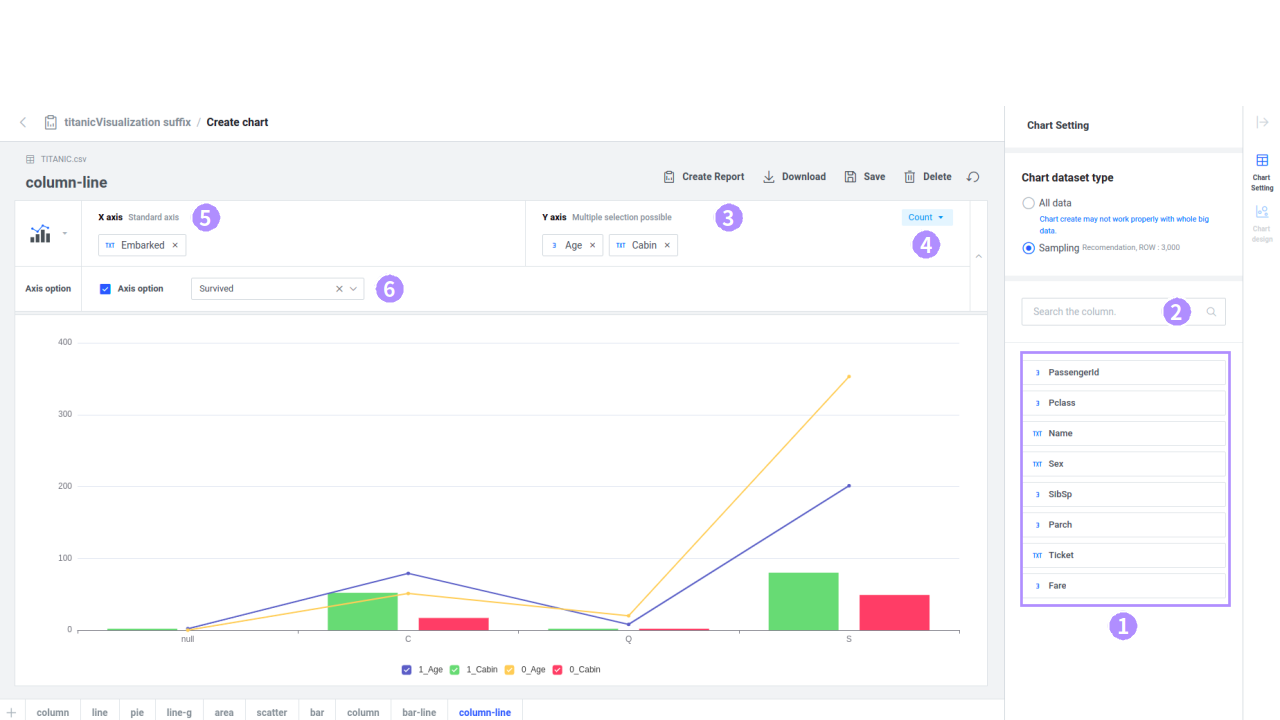 titanicVisualization suffix / Create chart
TITANIC.csv
column-line
Create Report
Download
Save
Delete
X axis Standard axis 5
TXT Embarked ×
Y axis Multiple selection possible 3
Count
4
3 Age ×
TXT Cabin ×
Axis option
Axis option
Survived
6
400
300
200
100
0
null
C
Q
S
1_Age
1_Cabin
0_Age
0_Cabin
+
column
line
pie
line-g
area
scatter
bar
column
bar-line
column-line
Chart Setting
Chart dataset type
All data
Chart create may not work properly with whole big
data.
Sampling Recomendation, ROW : 3,000
Search the column.
2
3 PassengerId
3 Pclass
TXT Name
TXT Sex
3 SibSp
3 Parch
TXT Ticket
3 Fare
1
Chart
Setting
Chart
design